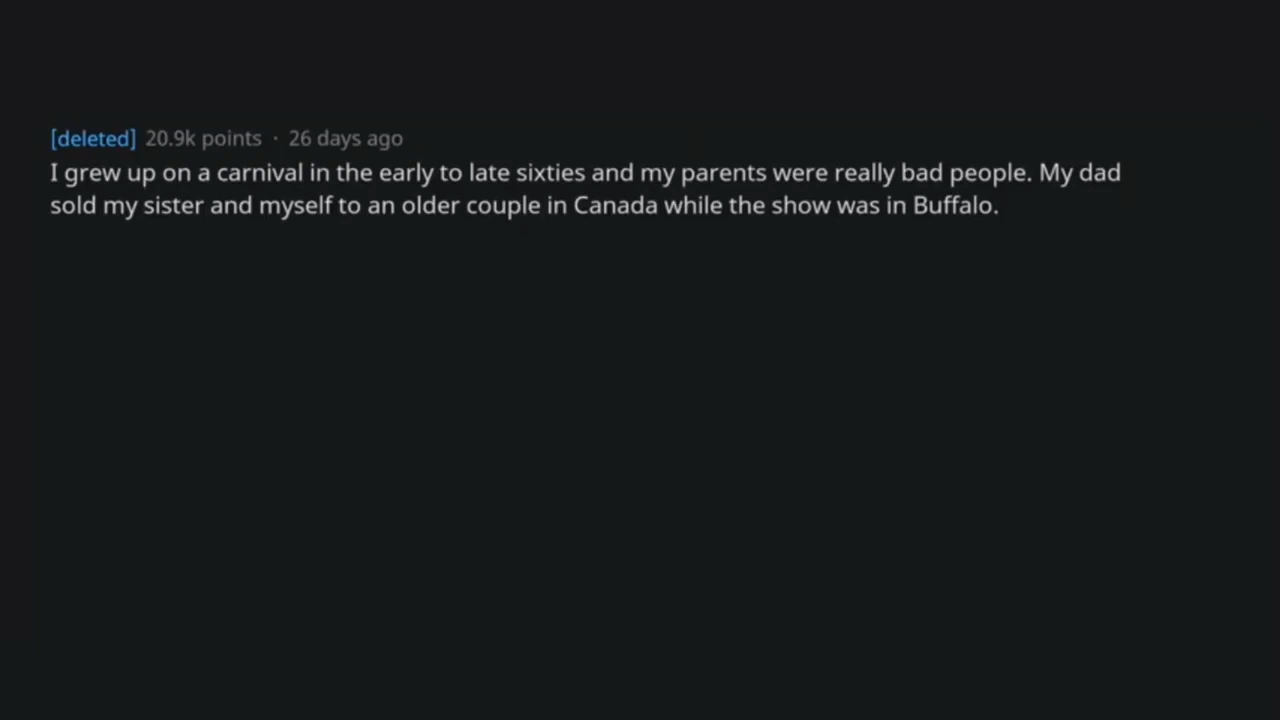 [deleted] 20.9k points · 26 days ago
I grew up on a carnival in the early to late sixties and my parents were really bad people. My dad
sold my sister and myself to an older couple in Canada while the show was in Buffalo.